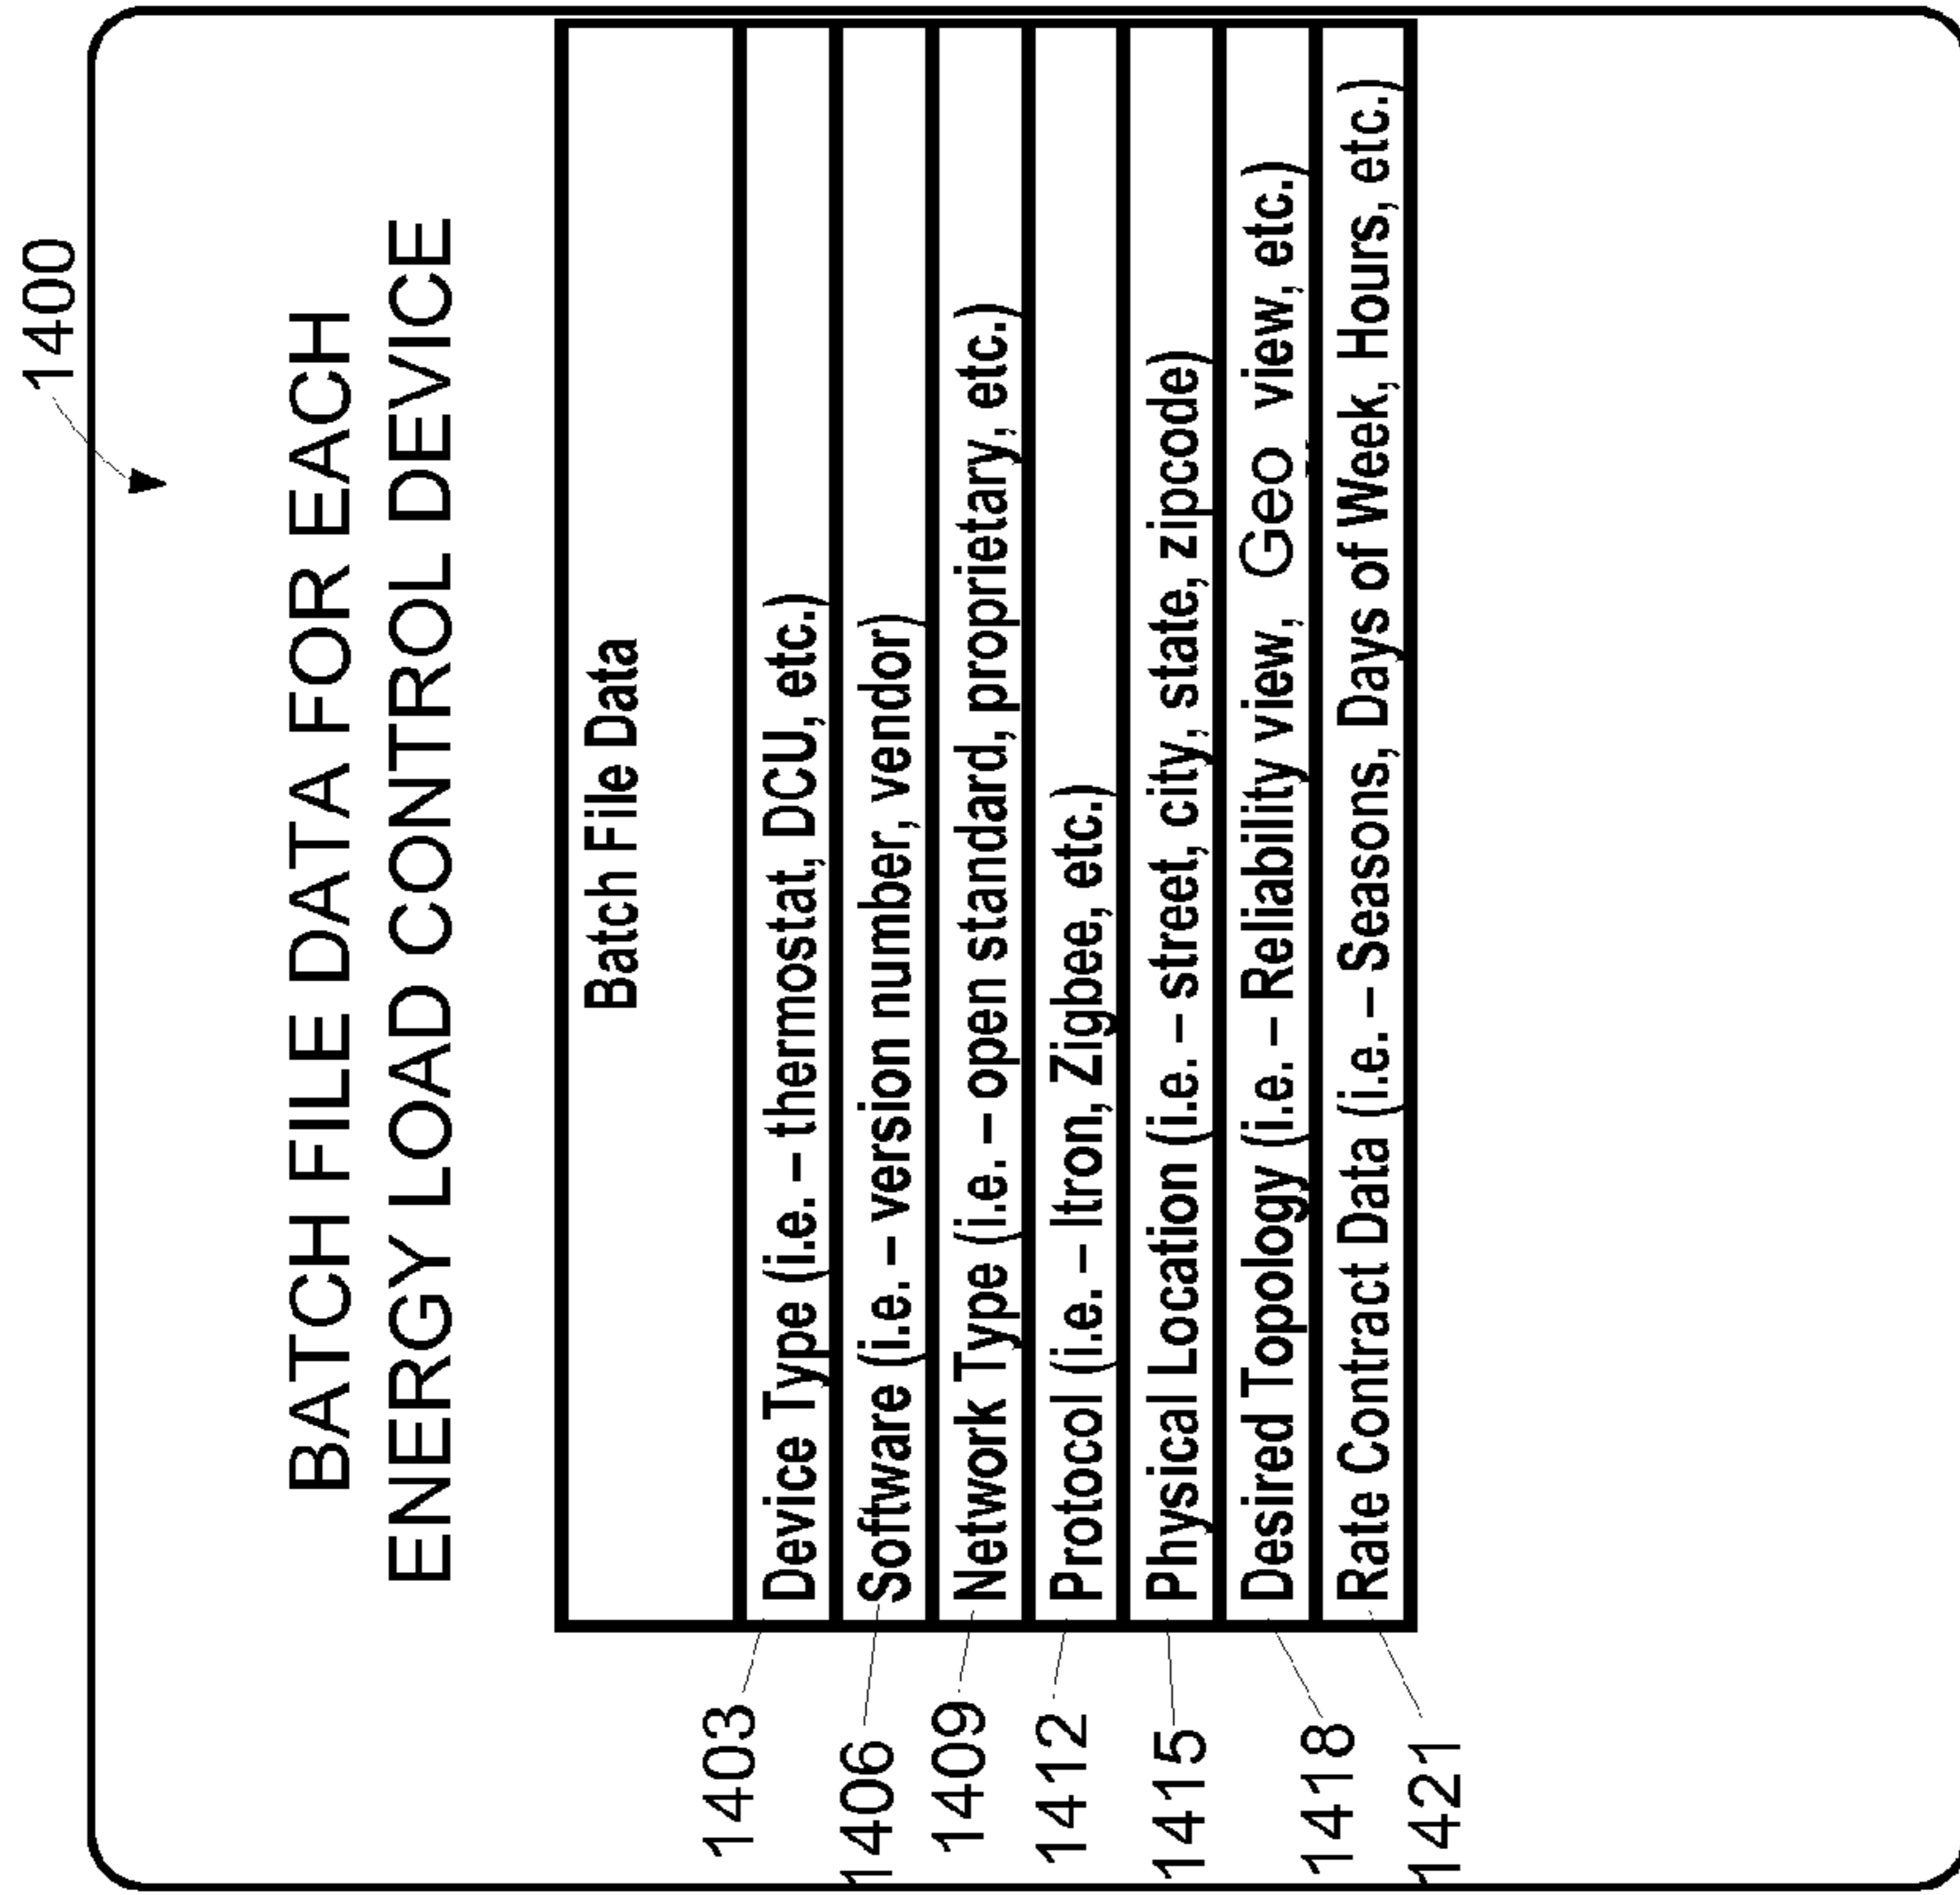 1400
BATCH FILE DATA FOR EACH
ENERGY LOAD CONTROL DEVICE
Batch File Data
1403 Device Type (i.e. – thermostat, DCU, etc.)
1406 Software (i.e. – version number, vendor)
1409 Network Type (i.e. – open standard, proprietary, etc.)
1412 Protocol (i.e. – Itron, Zigbee, etc.)
1415 Physical Location (i.e. – street, city, state, zipcode)
1418 Desired Topology (i.e. – Reliability view, Geo view, etc.)
1421 Rate Contract Data (i.e. – Seasons, Days of Week, Hours, etc.)